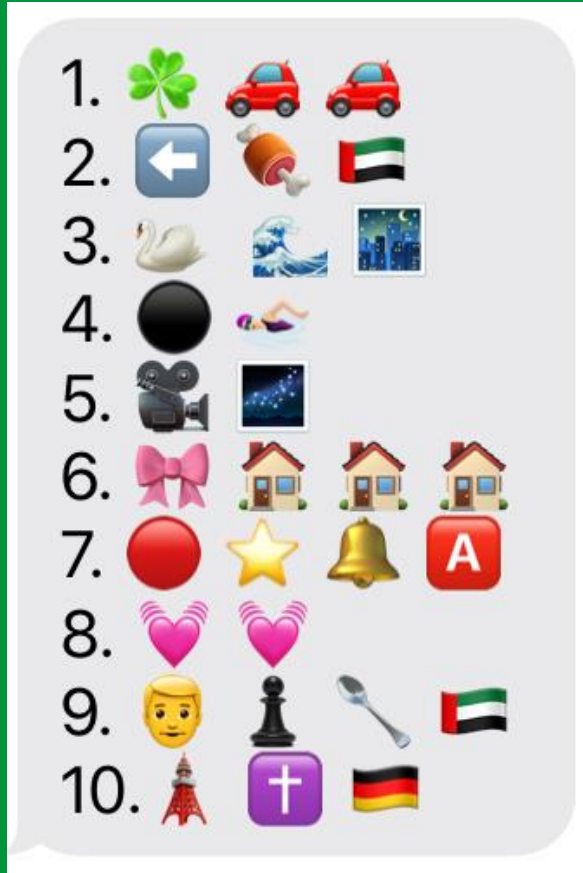 1. ☘️ 🚗 🚗
2. ⬅️ 🍖 🇦🇪
3. 🦢 🌊 🌃
4. ⚫ 🏊‍♀️
5. 🎥 🌌
6. 🎀 🏠 🏠 🏠
7. 🔴 ⭐ 🔔 🅰️
8. 💓 💓
9. 👨 ♟️ 🥄 🇦🇪
10. 🗼 ✝️ 🇩🇪